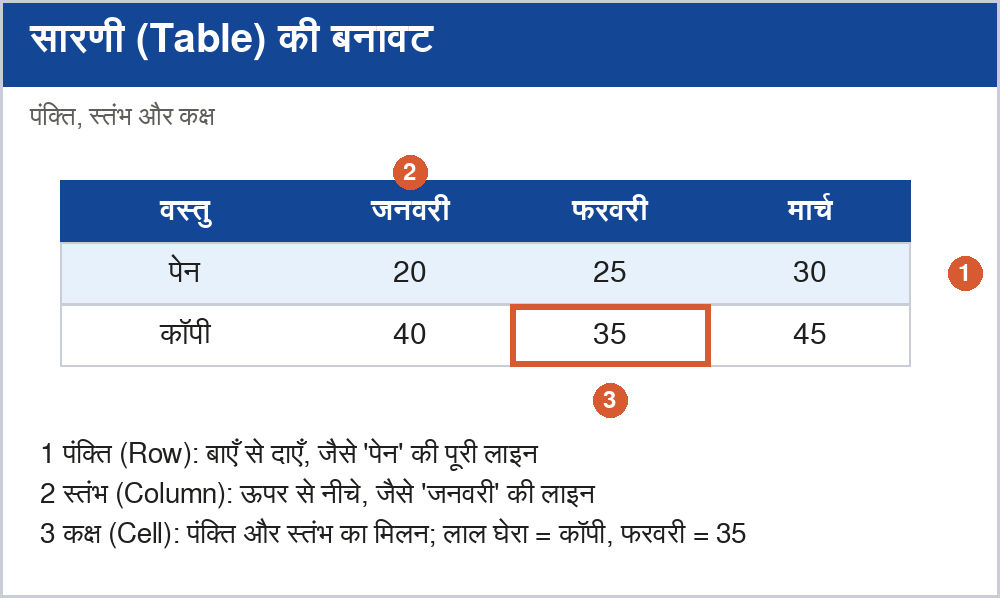 सारणी (Table) की बनावट
पंक्ति, स्तंभ और कक्ष
2
वस्तु जनवरी फरवरी मार्च
पेन 20 25 30 1
कॉपी 40 35 45
3
1 पंक्ति (Row): बाएँ से दाएँ, जैसे 'पेन' की पूरी लाइन
2 स्तंभ (Column): ऊपर से नीचे, जैसे 'जनवरी' की लाइन
3 कक्ष (Cell): पंक्ति और स्तंभ का मिलन; लाल घेरा = कॉपी, फरवरी = 35